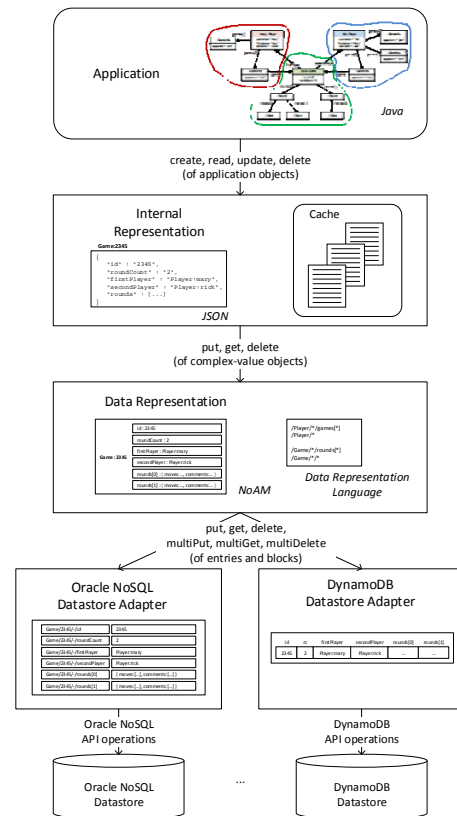 Application
Java
create, read, update, delete
(of application objects)
Internal
Representation
Game:2345
{
"id" : "2345",
"roundCount" : "2",
"firstPlayer" : "Player:mary",
"secondPlayer" : "Player:rick",
"rounds" : [...]
}
JSON
Cache
put, get, delete
(of complex-value objects)
Data Representation
Game : 2345
id : 2345
roundCount : 2
firstPlayer : Player:mary
secondPlayer : Player:rick
rounds[0] : { moves:..., comments:... }
rounds[1] : { moves:..., comments:... }
NoAM
/Player/*/games[*]
/Player/*
/Game/*/rounds[*]
/Game/*/*
Data Representation
Language
put, get, delete,
multiPut, multiGet, multiDelete
(of entries and blocks)
Oracle NoSQL
Datastore Adapter
Game/2345/-/id 2345
Game/2345/-/roundCount 2
Game/2345/-/firstPlayer Player:mary
Game/2345/-/secondPlayer Player:rick
Game/2345/-/rounds[0] { moves:[...], comments:[...] }
Game/2345/-/rounds[1] { moves:[...], comments:[...] }
DynamoDB
Datastore Adapter
id rc firstPlayer secondPlayer rounds[0] rounds[1]
2345 2 Player:mary Player:rick ... ...
Oracle NoSQL
API operations
DynamoDB
API operations
Oracle NoSQL
Datastore
...
DynamoDB
Datastore